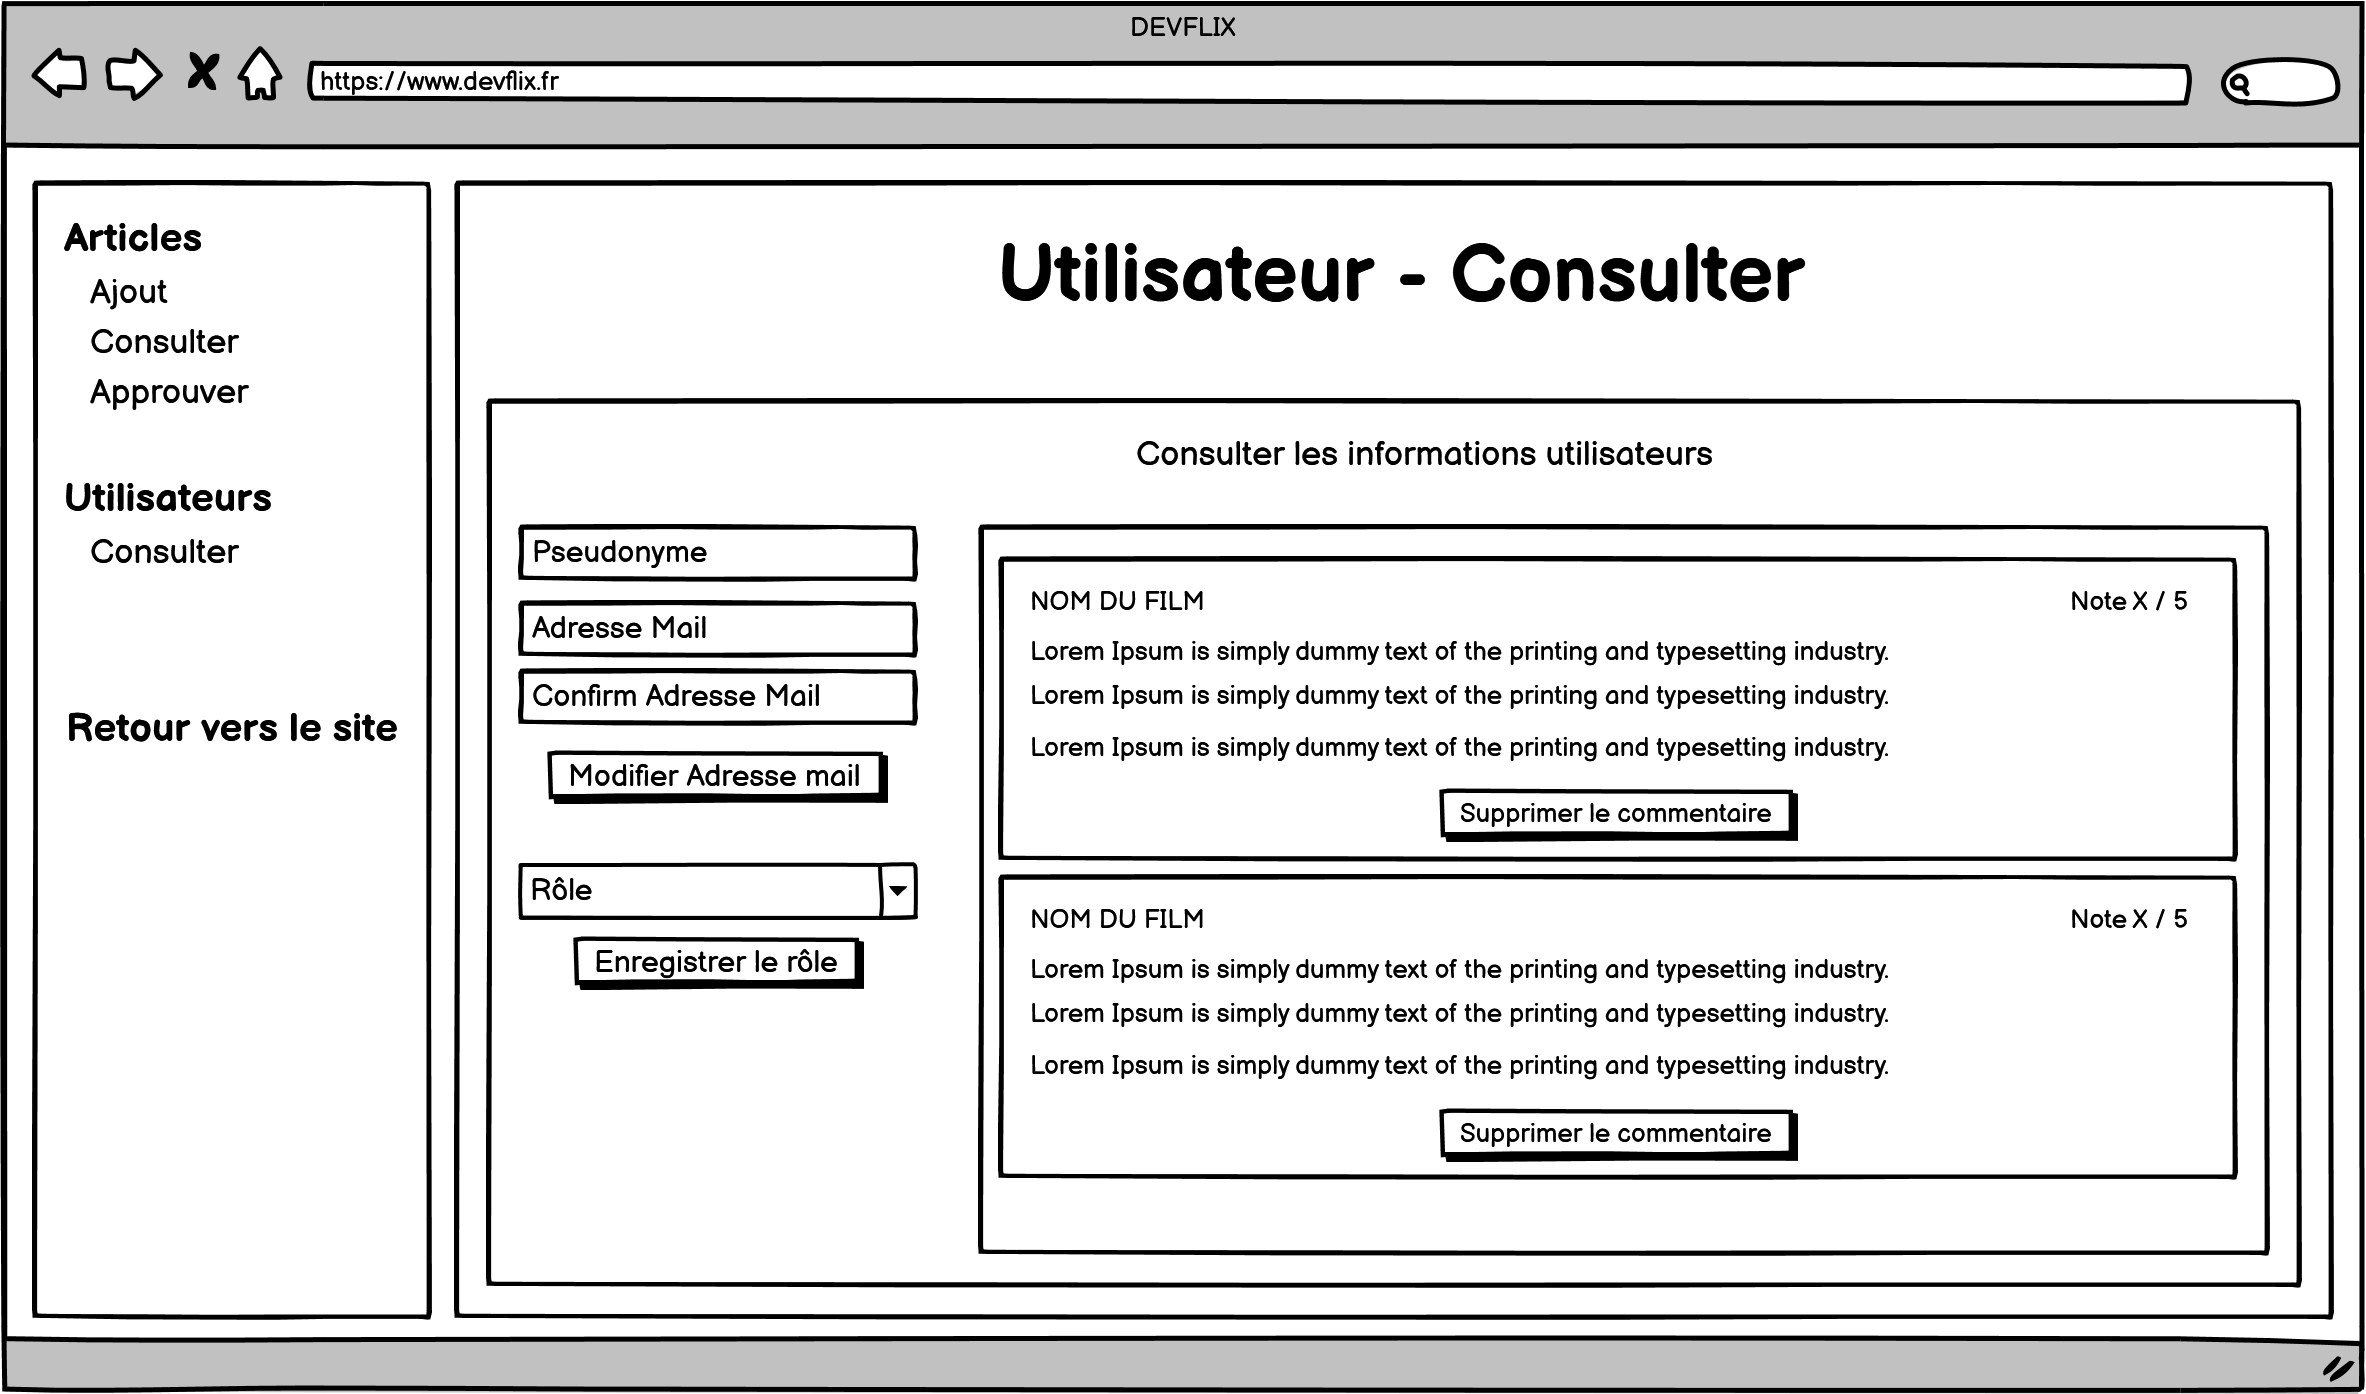 DEVFLIX
https://www.devflix.fr
Articles
Ajout
Consulter
Approuver
Utilisateurs
Consulter
Retour vers le site
Utilisateur - Consulter
Consulter les informations utilisateurs
Pseudonyme
Adresse Mail
Confirm Adresse Mail
Modifier Adresse mail
Rôle
Enregistrer le rôle
NOM DU FILM Note X / 5
Lorem Ipsum is simply dummy text of the printing and typesetting industry.
Lorem Ipsum is simply dummy text of the printing and typesetting industry.
Lorem Ipsum is simply dummy text of the printing and typesetting industry.
Supprimer le commentaire
NOM DU FILM Note X / 5
Lorem Ipsum is simply dummy text of the printing and typesetting industry.
Lorem Ipsum is simply dummy text of the printing and typesetting industry.
Lorem Ipsum is simply dummy text of the printing and typesetting industry.
Supprimer le commentaire